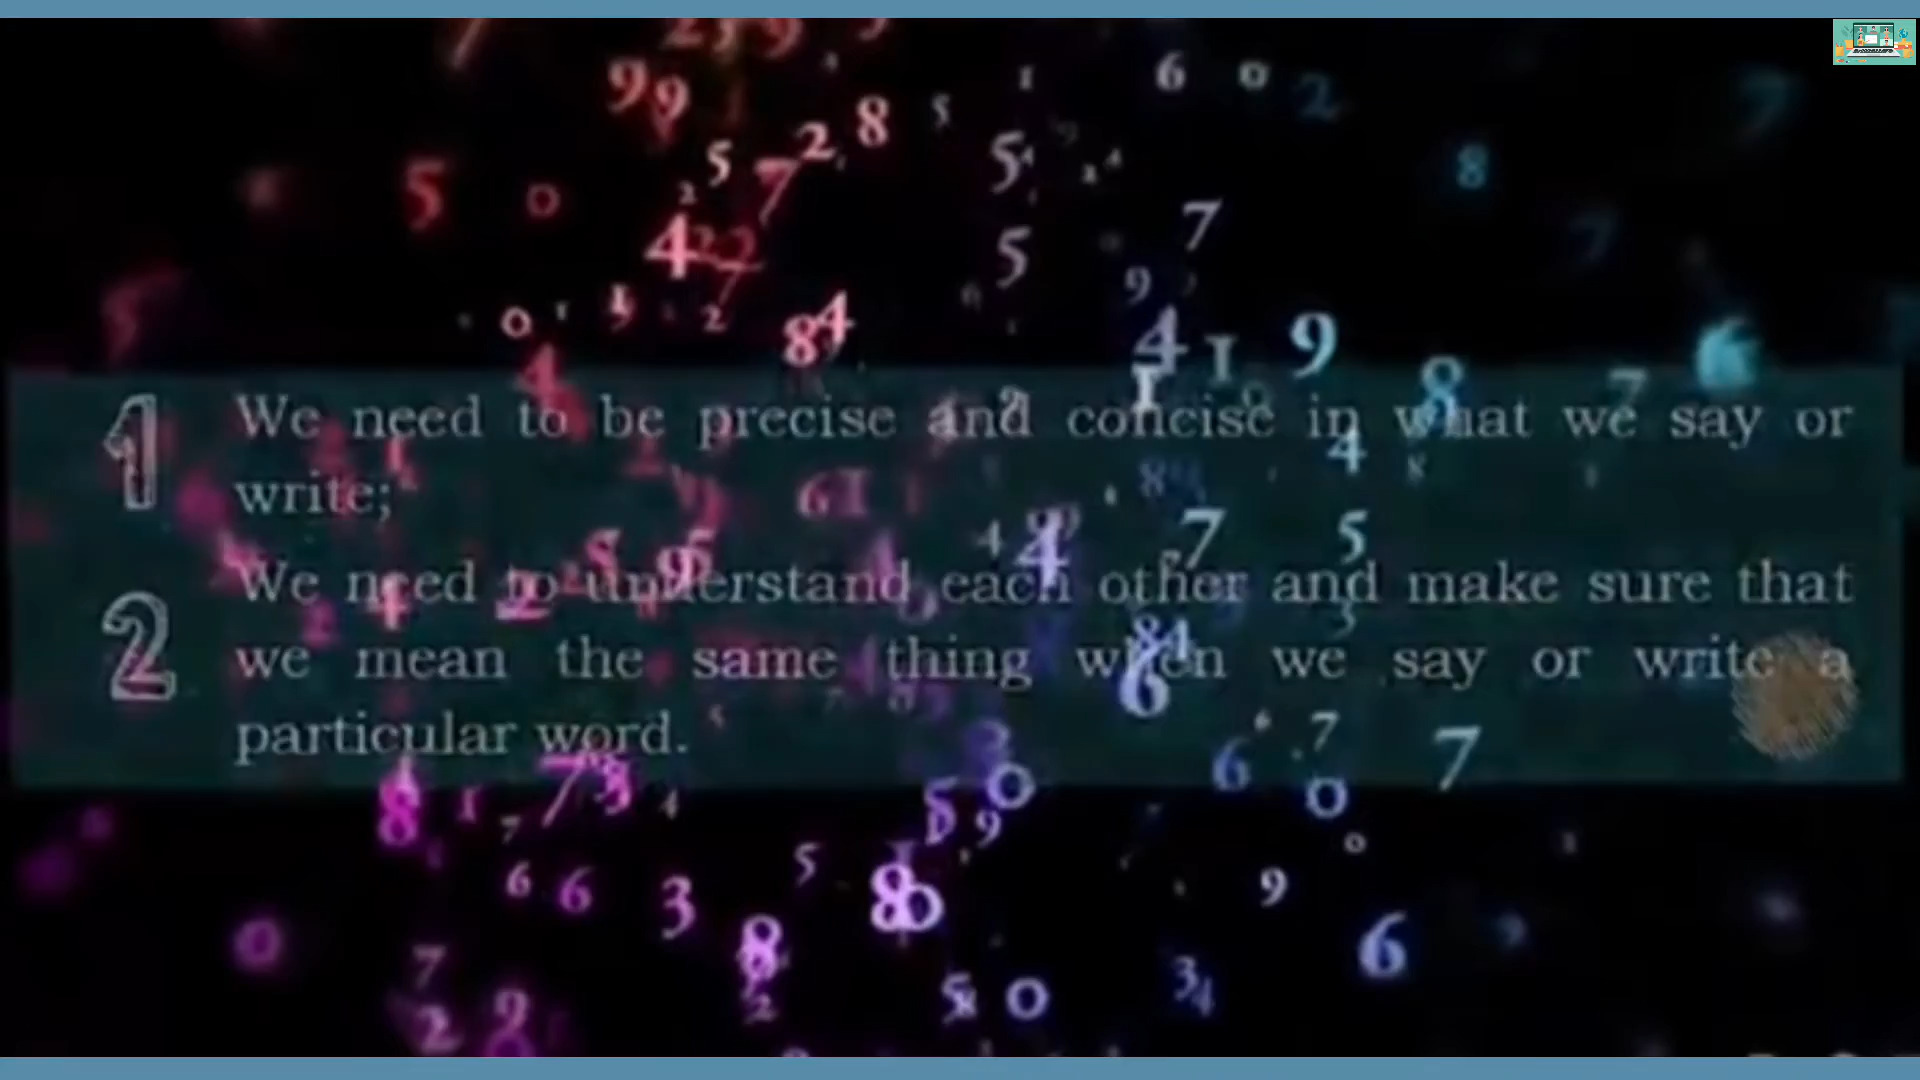 1 We need to be precise and concise in what we say or
write;
2 We need to understand each other and make sure that
we mean the same thing when we say or write a
particular word.